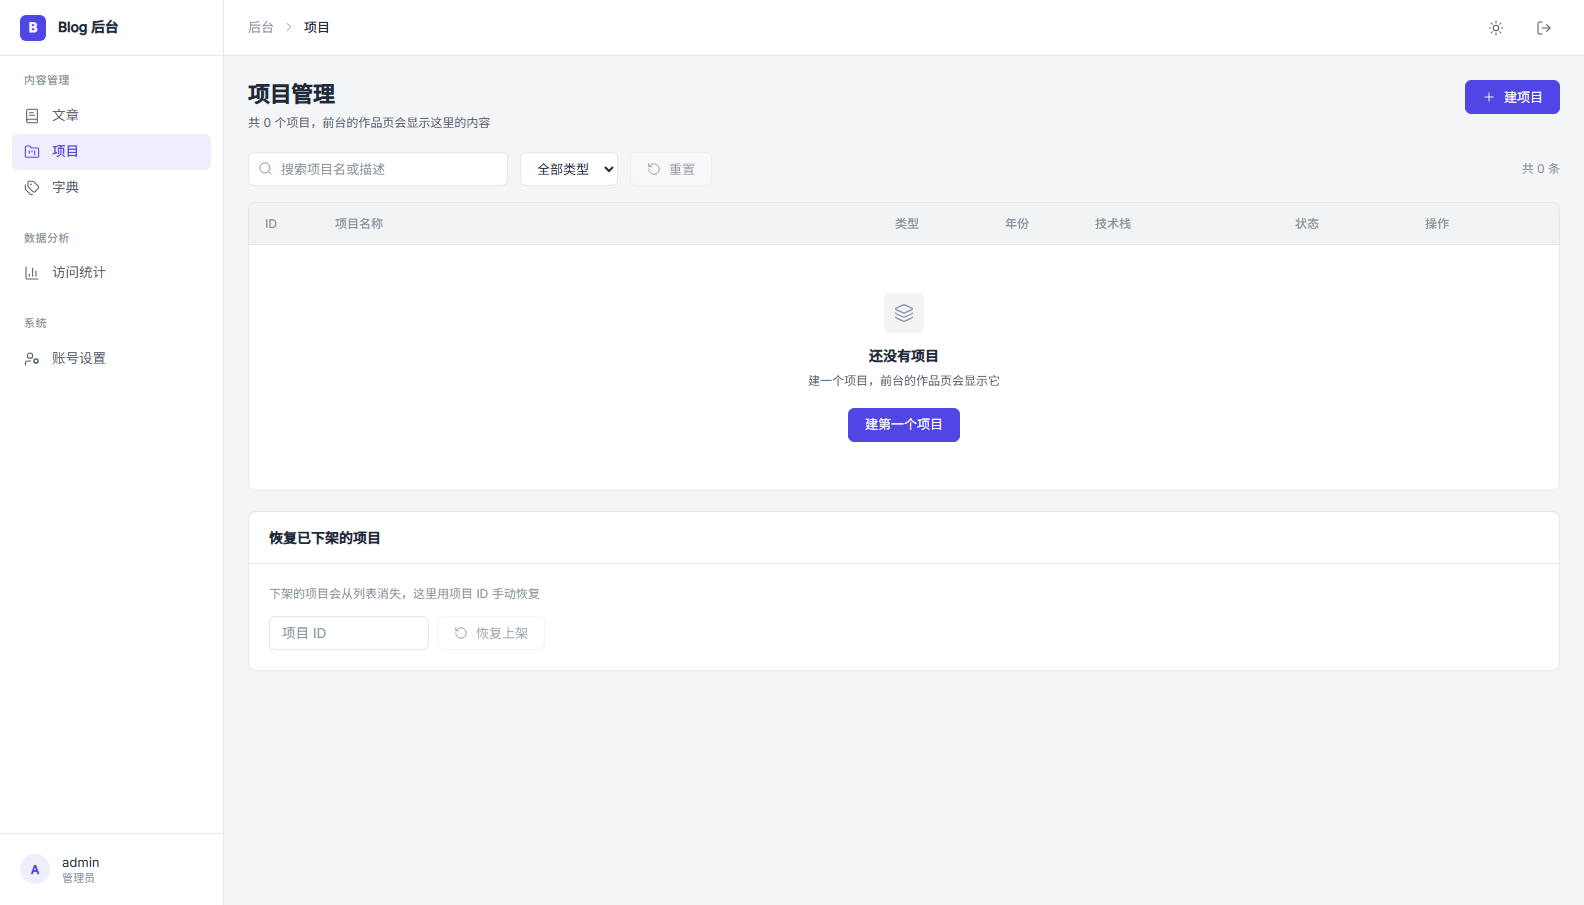 B
Blog 后台
内容管理
文章
项目
字典
数据分析
访问统计
系统
账号设置
A
admin
管理员
后台
项目
项目管理
共 0 个项目，前台的作品页会显示这里的内容
建项目
搜索项目名或描述
全部类型
重置
共 0 条
ID 项目名称 类型 年份 技术栈 状态 操作
还没有项目
建一个项目，前台的作品页会显示它
建第一个项目
恢复已下架的项目
下架的项目会从列表消失，这里用项目 ID 手动恢复
项目 ID
恢复上架